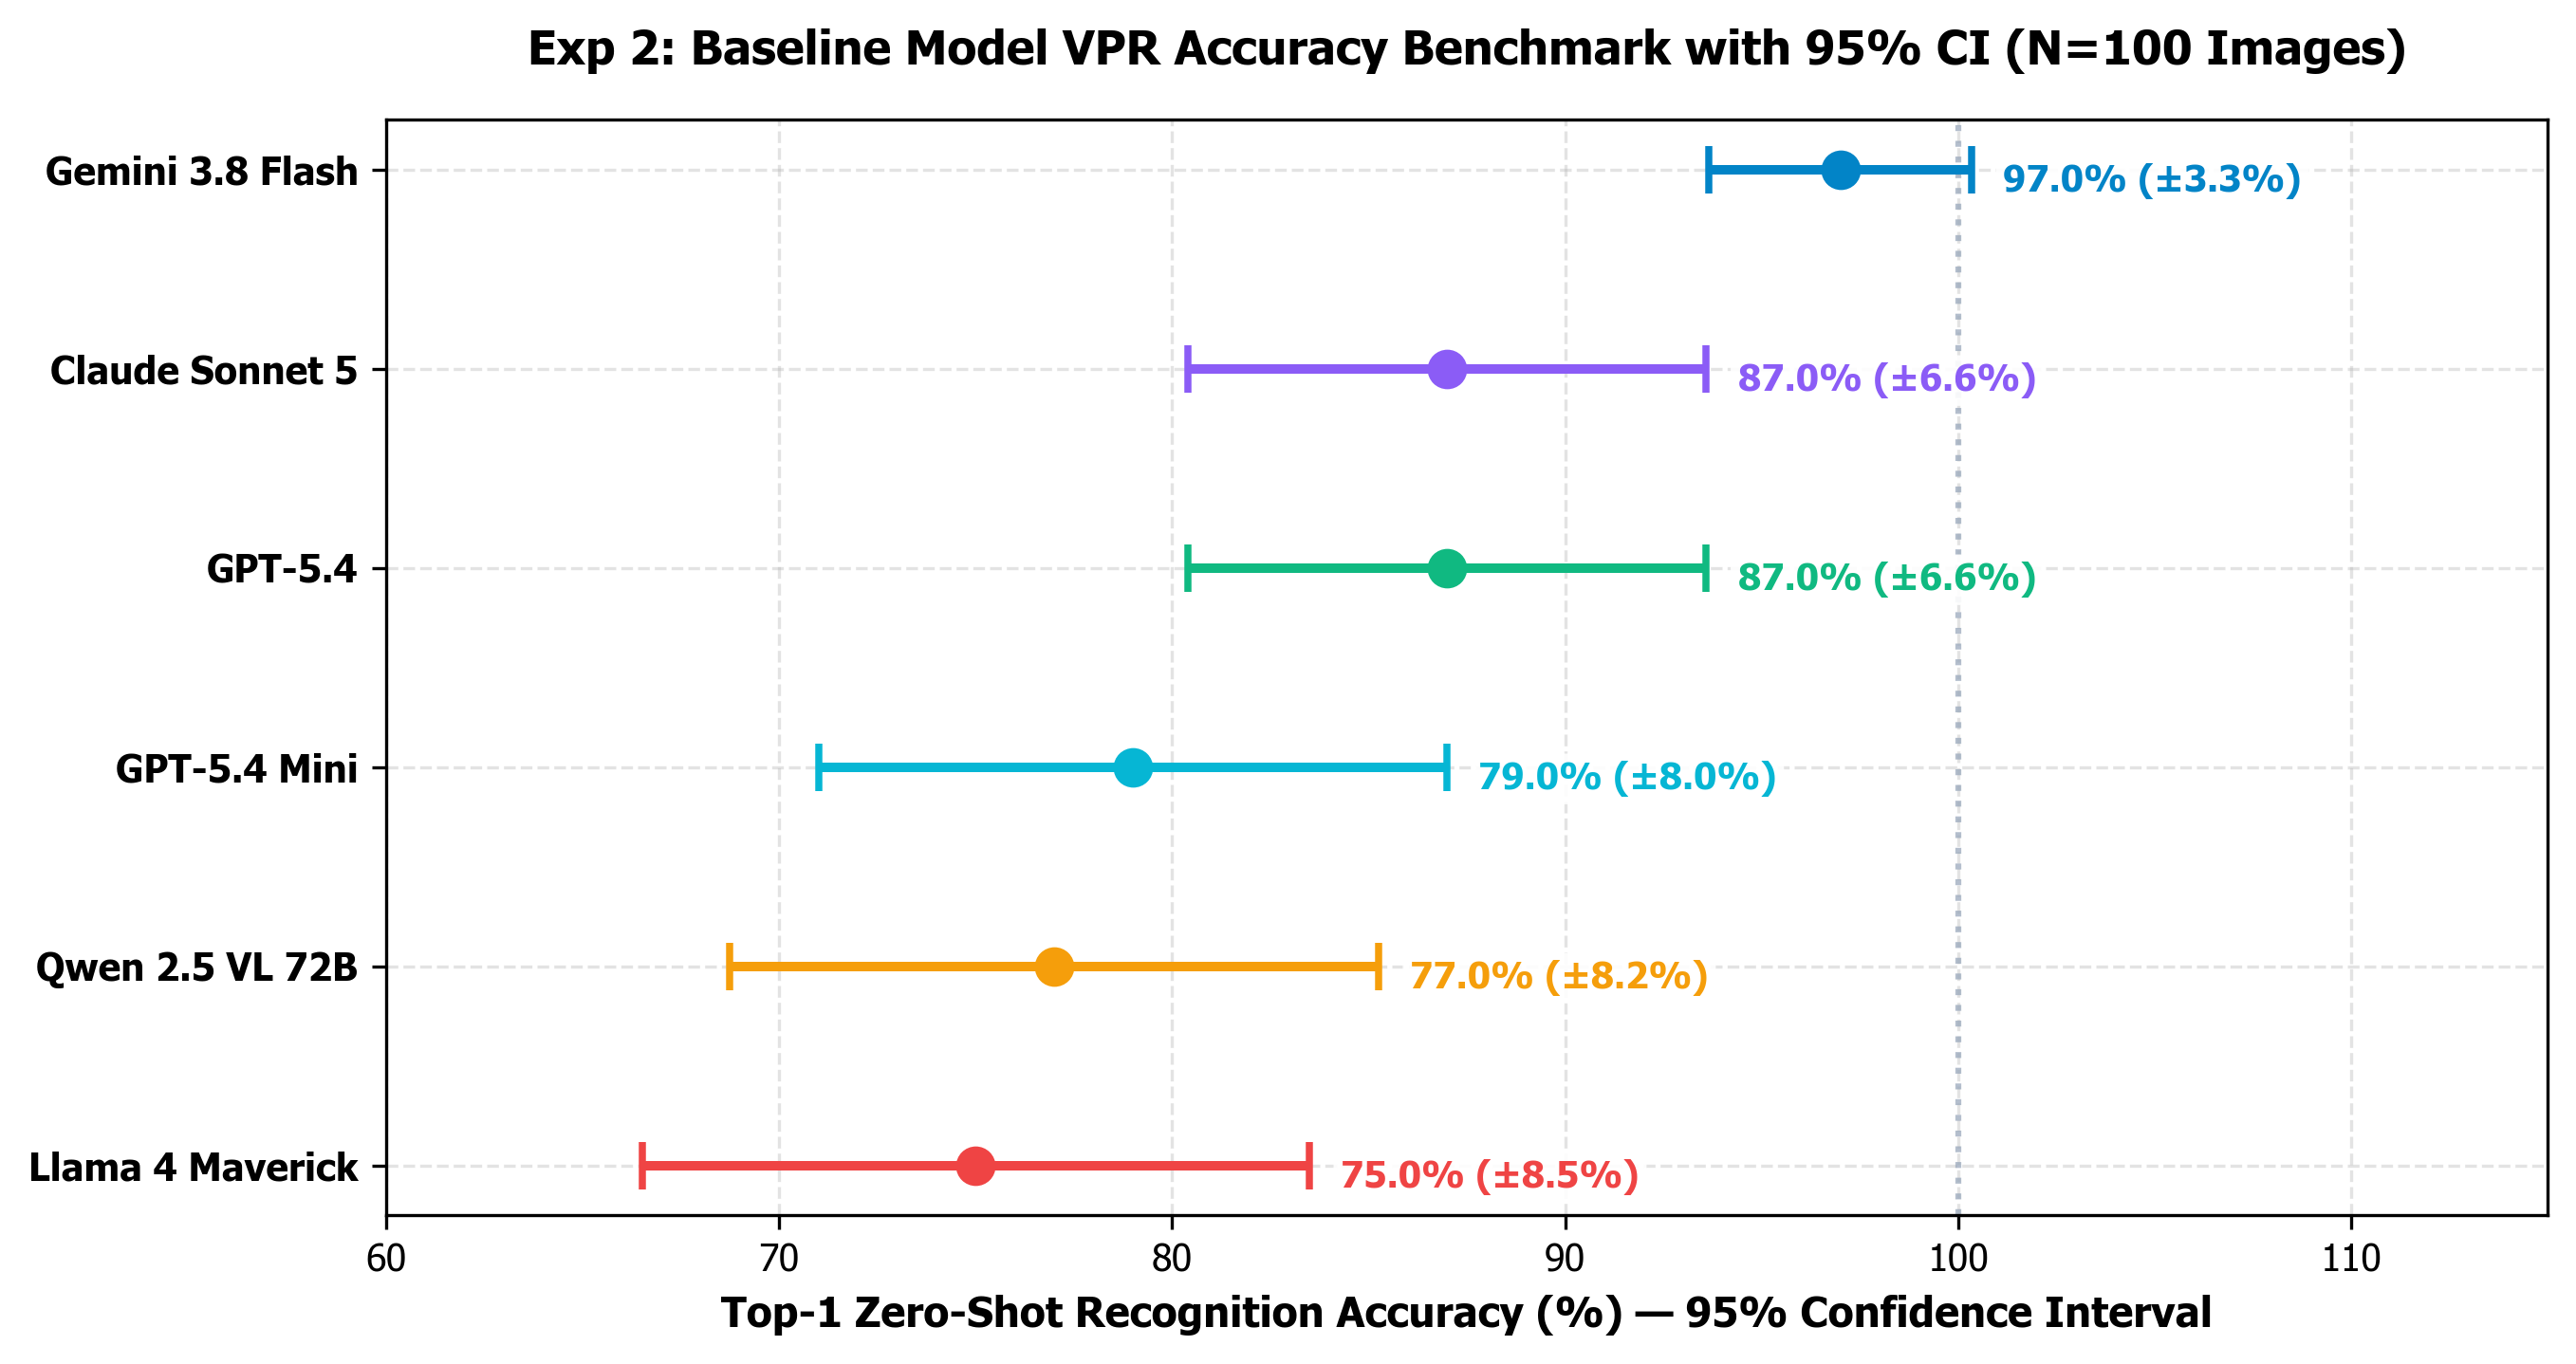 Exp 2: Baseline Model VPR Accuracy Benchmark with 95% CI (N=100 Images)
Gemini 3.8 Flash
97.0% (±3.3%)
Claude Sonnet 5
87.0% (±6.6%)
GPT-5.4
87.0% (±6.6%)
GPT-5.4 Mini
79.0% (±8.0%)
Qwen 2.5 VL 72B
77.0% (±8.2%)
Llama 4 Maverick
75.0% (±8.5%)
60 70 80 90 100 110
Top-1 Zero-Shot Recognition Accuracy (%) — 95% Confidence Interval